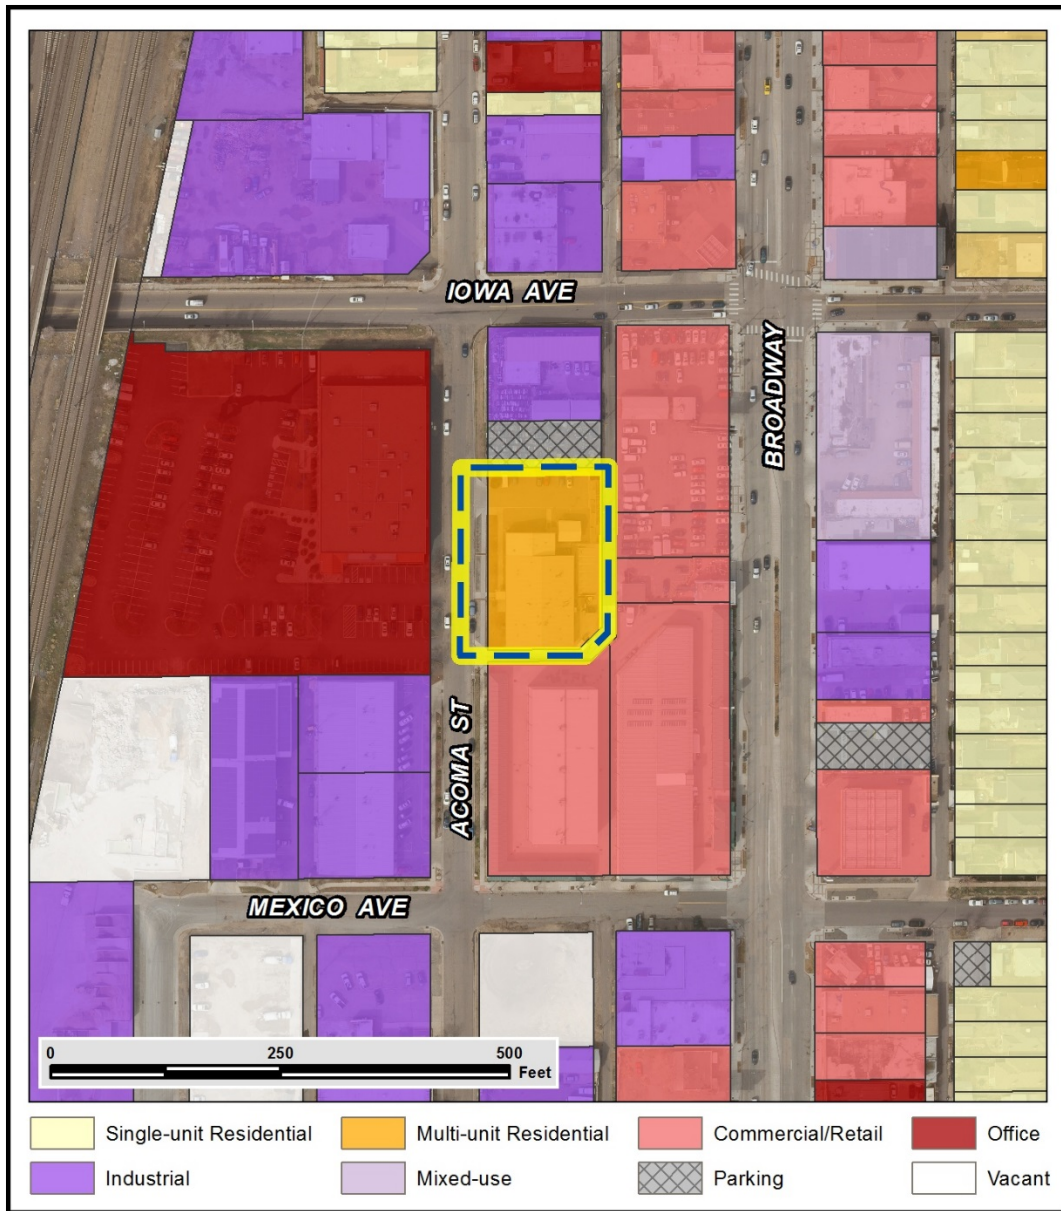 IOWA AVE
BROADWAY
ACOMA ST
MEXICO AVE
0 250 500
Feet
Single-unit Residential Multi-unit Residential Commercial/Retail Office
Industrial Mixed-use Parking Vacant